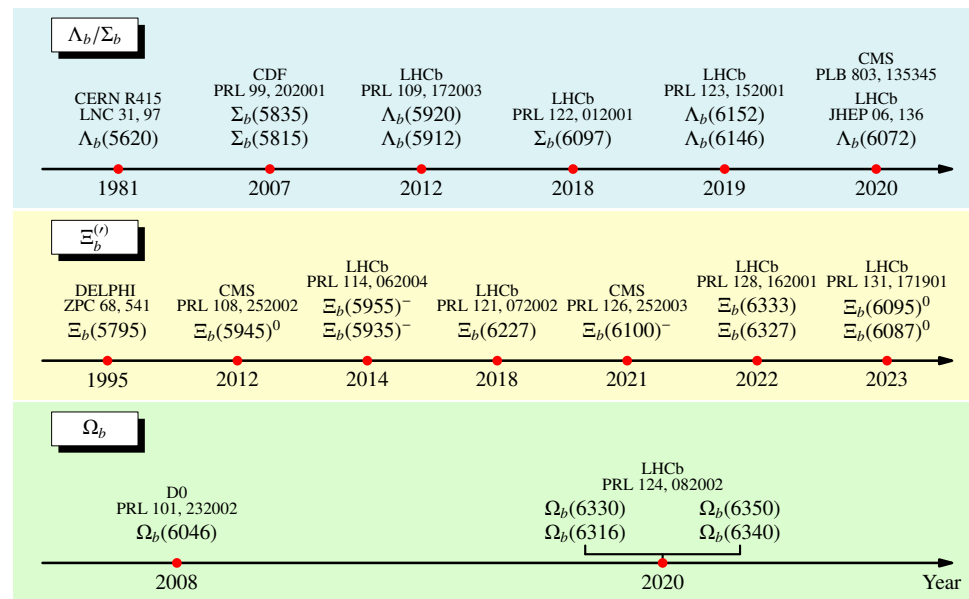 Λb/Σb
CERN R415
LNC 31, 97
Λb(5620)
1981
CDF
PRL 99, 202001
Σb(5835)
Σb(5815)
2007
LHCb
PRL 109, 172003
Λb(5920)
Λb(5912)
2012
LHCb
PRL 122, 012001
Σb(6097)
2018
LHCb
PRL 123, 152001
Λb(6152)
Λb(6146)
2019
CMS
PLB 803, 135345
LHCb
JHEP 06, 136
Λb(6072)
2020
Ξb(′)
DELPHI
ZPC 68, 541
Ξb(5795)
1995
CMS
PRL 108, 252002
Ξb(5945)⁰
2012
LHCb
PRL 114, 062004
Ξb(5955)⁻
Ξb(5935)⁻
2014
LHCb
PRL 121, 072002
Ξb(6227)
2018
CMS
PRL 126, 252003
Ξb(6100)⁻
2021
LHCb
PRL 128, 162001
Ξb(6333)
Ξb(6327)
2022
LHCb
PRL 131, 171901
Ξb(6095)⁰
Ξb(6087)⁰
2023
Ωb
D0
PRL 101, 232002
Ωb(6046)
2008
LHCb
PRL 124, 082002
Ωb(6330) Ωb(6350)
Ωb(6316) Ωb(6340)
2020
Year